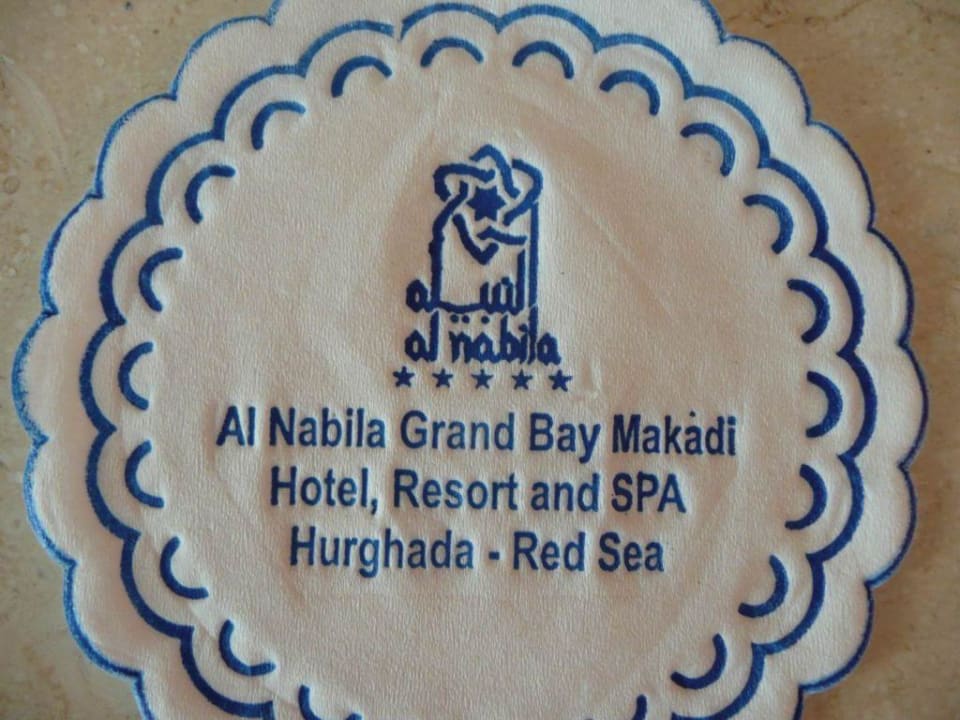 النبيلة
al nabila
Al Nabila Grand Bay Makadi
Hotel, Resort and SPA
Hurghada - Red Sea